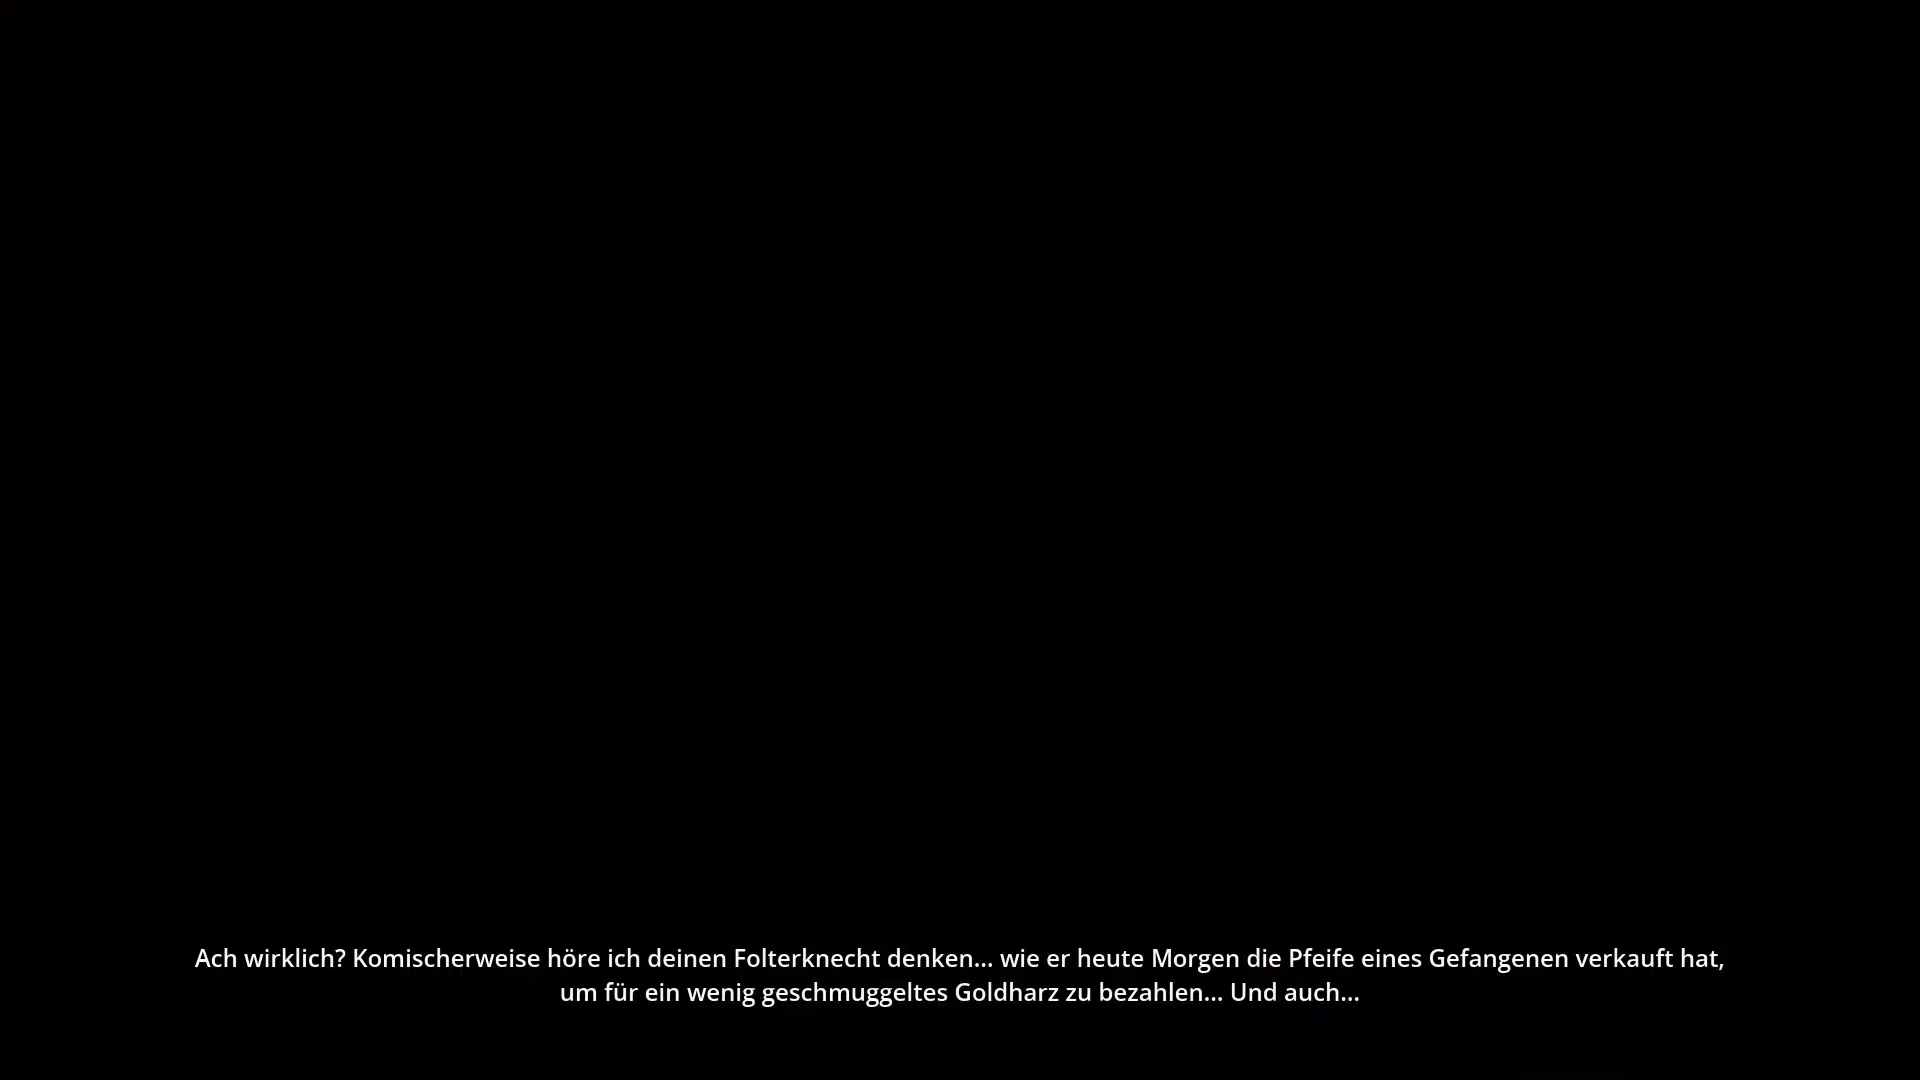 Ach wirklich? Komischerweise höre ich deinen Folterknecht denken... wie er heute Morgen die Pfeife eines Gefangenen verkauft hat,
um für ein wenig geschmuggeltes Goldharz zu bezahlen... Und auch...